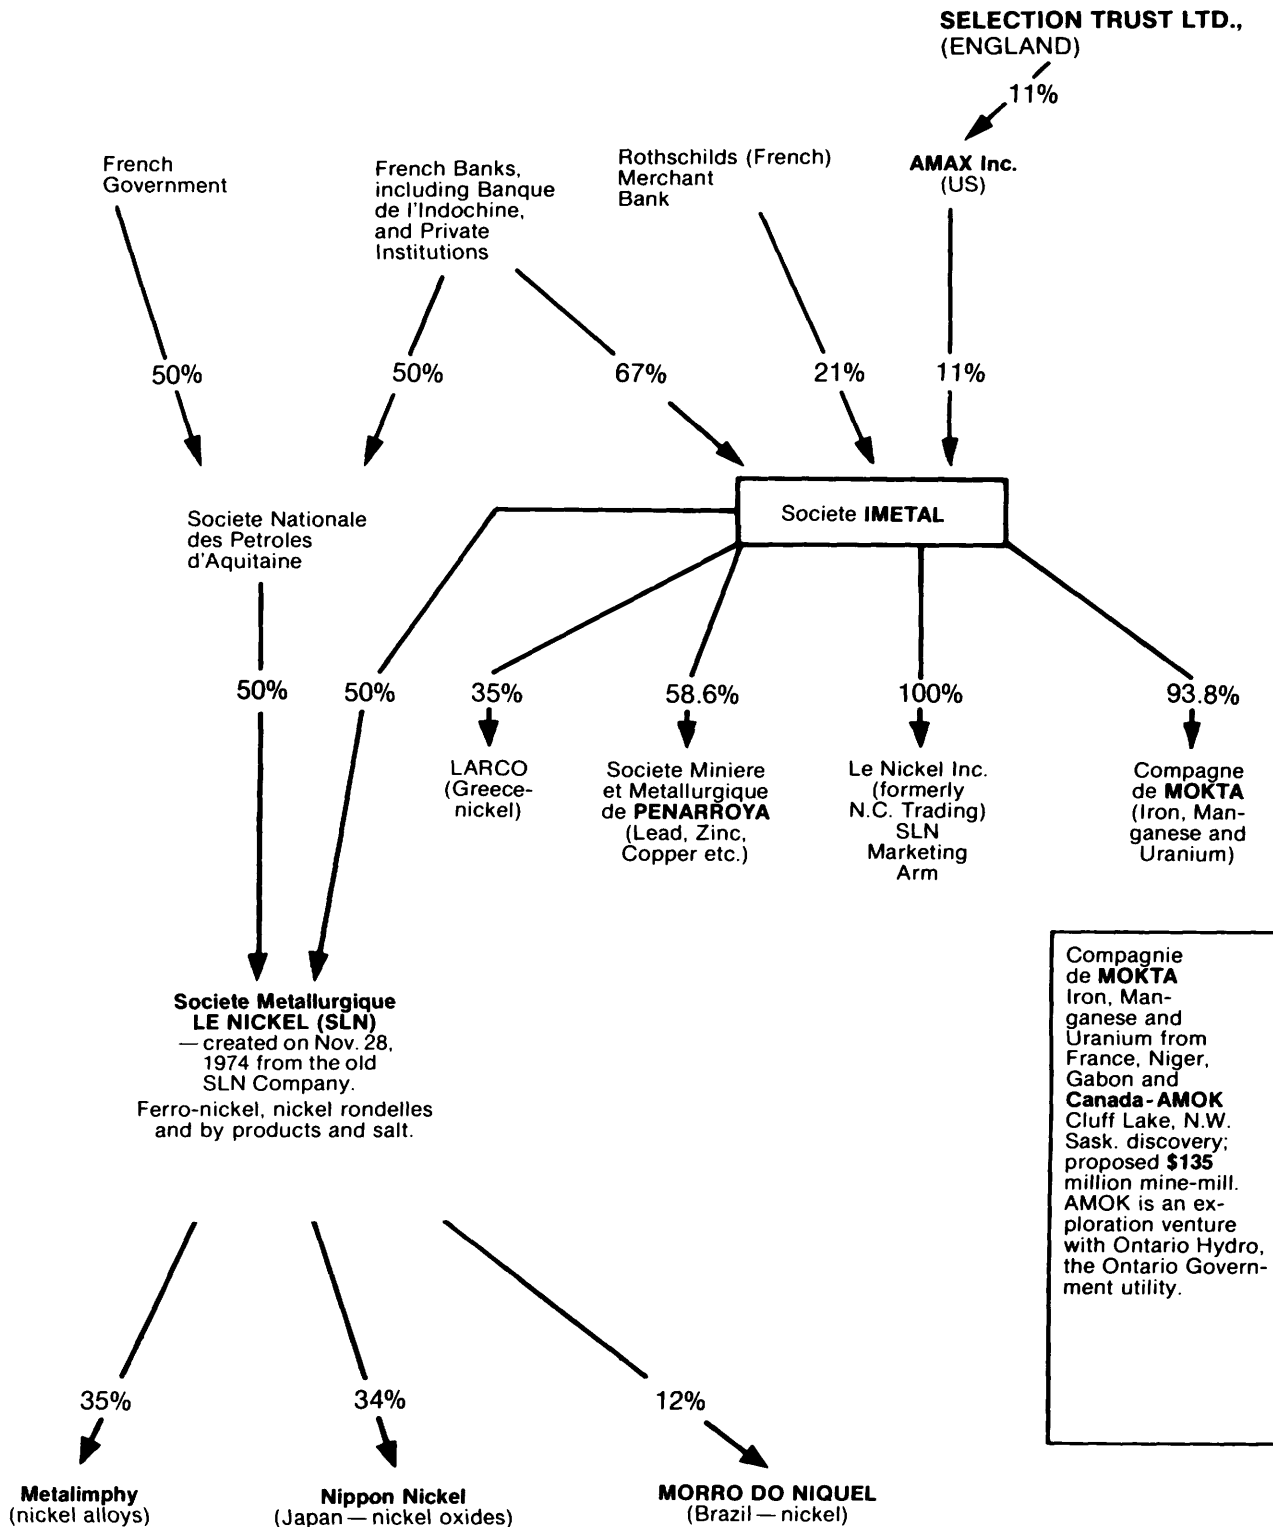 SELECTION TRUST LTD.,
(ENGLAND)
11%
French
Government
French Banks,
including Banque
de l'Indochine,
and Private
Institutions
Rothschilds (French)
Merchant
Bank
AMAX Inc.
(US)
50%
50%
67%
21%
11%
Societe Nationale
des Petroles
d'Aquitaine
Societe IMETAL
50%
50%
35%
58.6%
100%
93.8%
LARCO
(Greece-
nickel)
Societe Miniere
et Metallurgique
de PENARROYA
(Lead, Zinc,
Copper etc.)
Le Nickel Inc.
(formerly
N.C. Trading)
SLN
Marketing
Arm
Compagne
de MOKTA
(Iron, Man-
ganese and
Uranium)
Societe Metallurgique
LE NICKEL (SLN)
— created on Nov. 28,
1974 from the old
SLN Company.
Ferro-nickel, nickel rondelles
and by products and salt.
Compagnie
de MOKTA
Iron, Man-
ganese and
Uranium from
France, Niger,
Gabon and
Canada-AMOK
Cluff Lake, N.W.
Sask. discovery;
proposed $135
million mine-mill.
AMOK is an ex-
ploration venture
with Ontario Hydro,
the Ontario Govern-
ment utility.
35%
34%
12%
Metalimphy
(nickel alloys)
Nippon Nickel
(Japan — nickel oxides)
MORRO DO NIQUEL
(Brazil — nickel)